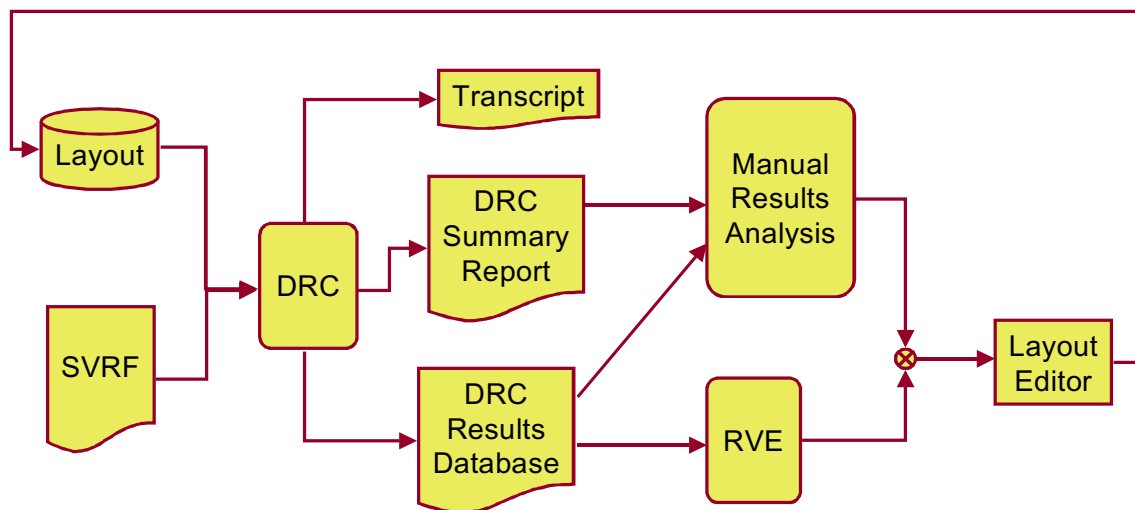 Transcript
Layout
DRC
Summary
Report
Manual
Results
Analysis
DRC
SVRF
DRC
Results
Database
RVE
Layout
Editor